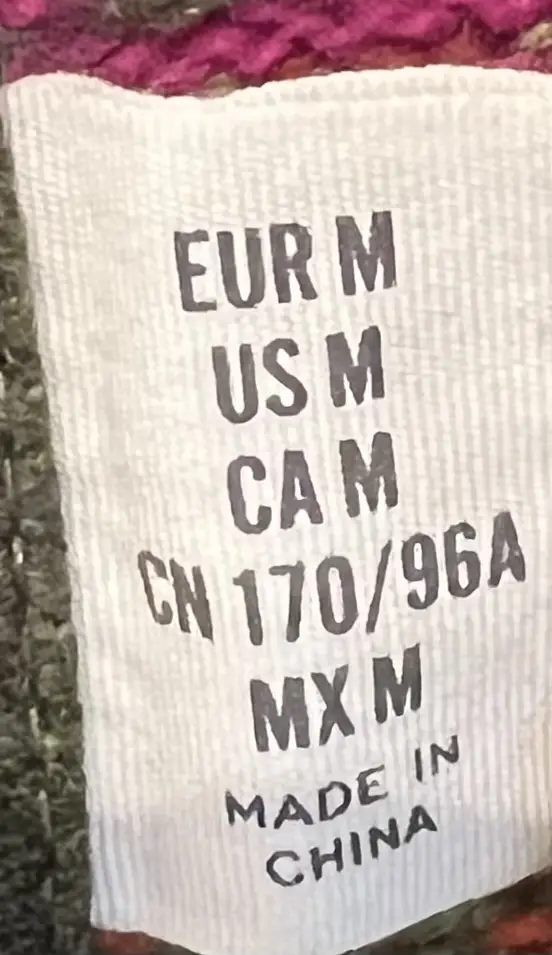 EUR M
US M
CA M
CN 170/96A
MX M
MADE IN
CHINA